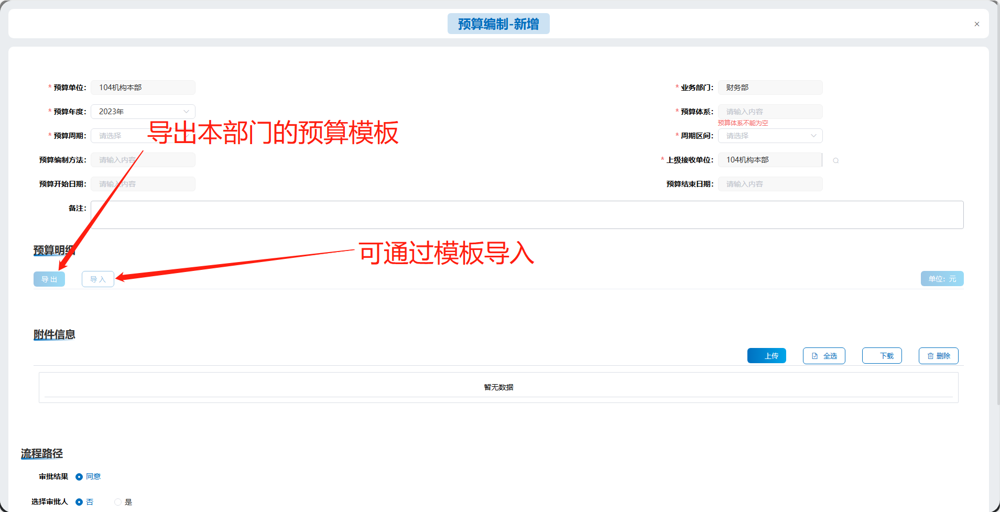 预算编制-新增
* 预算单位： 104机构本部 * 业务部门： 财务部
* 预算年度： 2023年 * 预算体系： 请输入内容
预算体系不能为空
* 预算周期： 请选择 * 周期区间： 请选择
导出本部门的预算模板
预算编制方法： 请输入内容 * 上级接收单位： 104机构本部
预算开始日期： 请输入内容 预算结束日期： 请输入内容
备注：
预算明细
可通过模板导入
导出 导入 单位：元
附件信息
上传 全选 下载 删除
暂无数据
流程路径
审批结果 同意
选择审批人 否 是